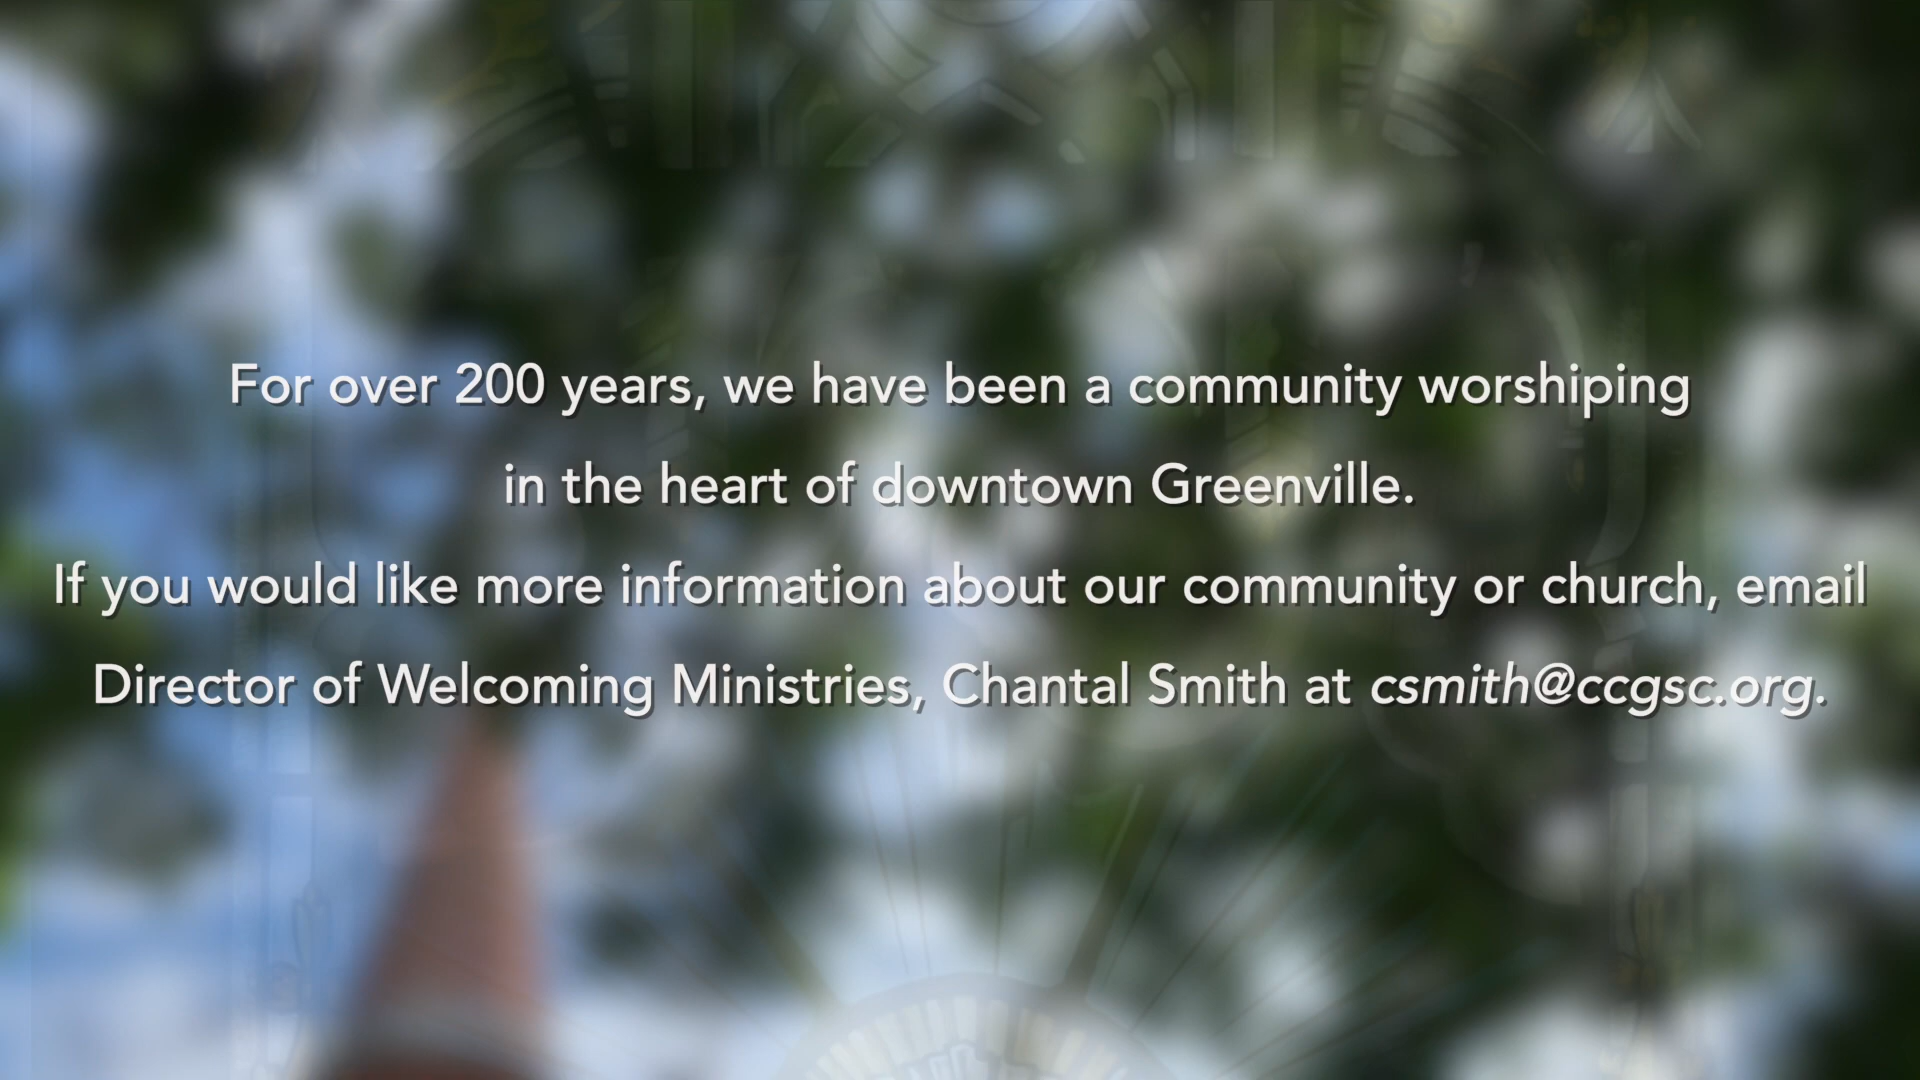 For over 200 years, we have been a community worshiping
in the heart of downtown Greenville.
If you would like more information about our community or church, email
Director of Welcoming Ministries, Chantal Smith at csmith@ccgsc.org.